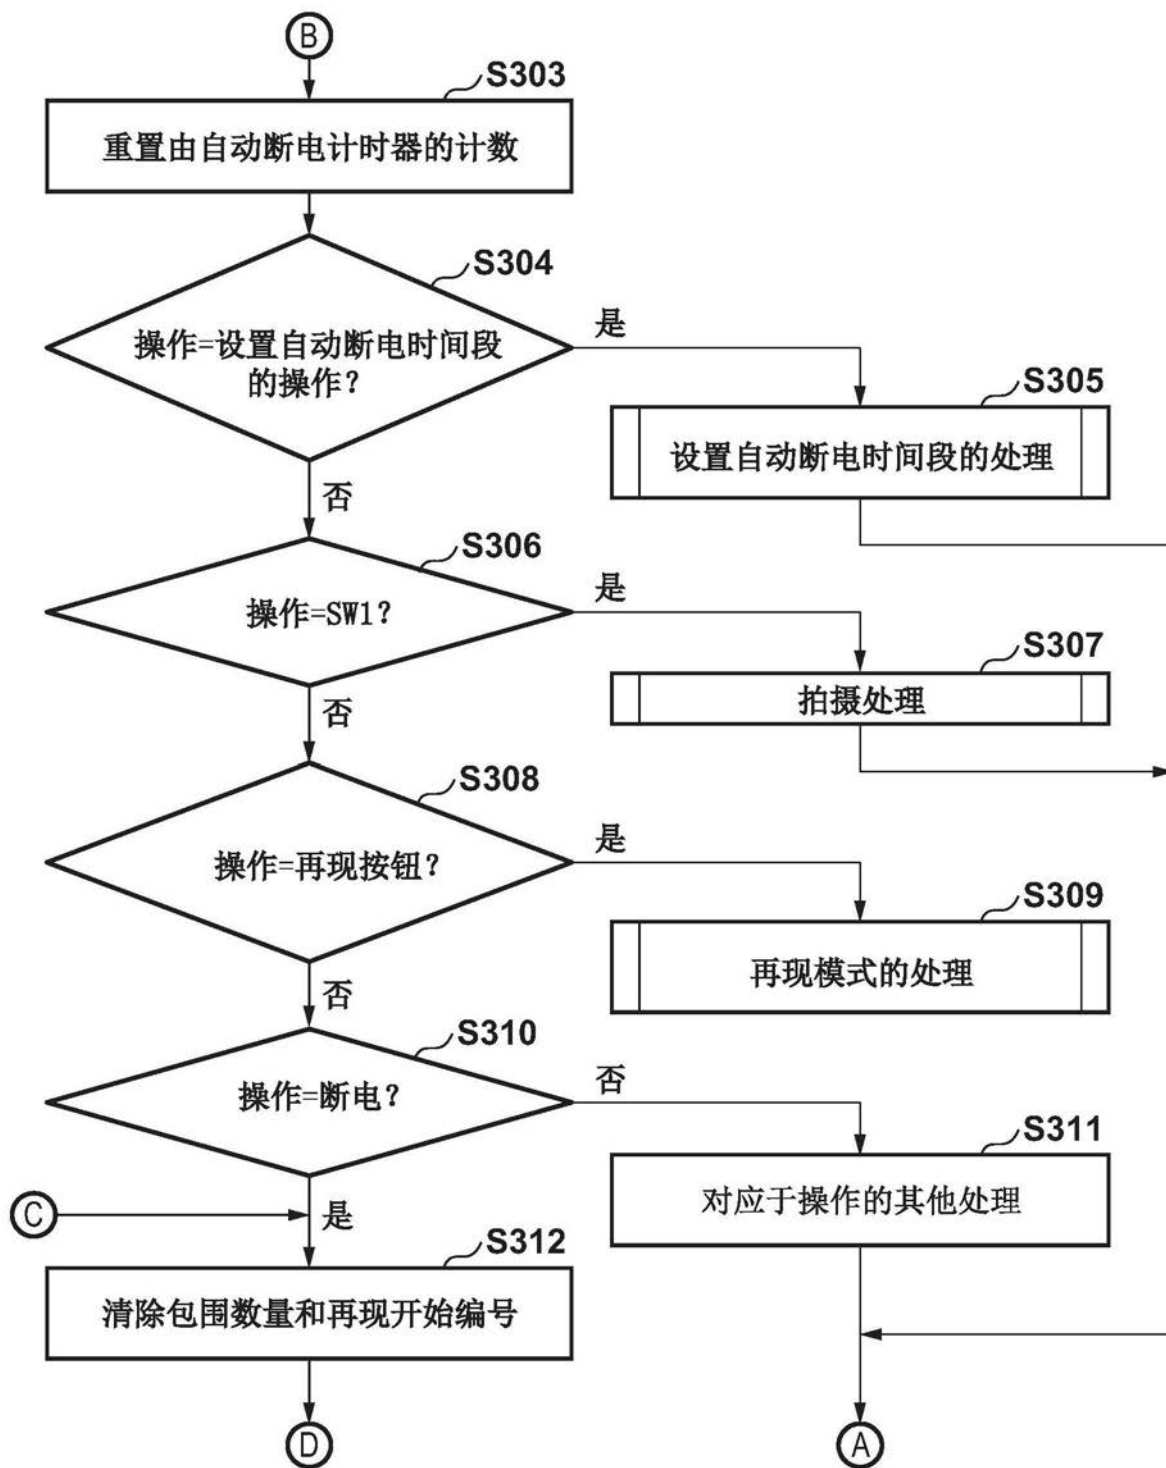 B
S303
重置由自动断电计时器的计数
S304
操作=设置自动断电时间段
的操作？
是
S305
设置自动断电时间段的处理
否
S306
操作=SW1？
是
S307
拍摄处理
否
S308
操作=再现按钮？
是
S309
再现模式的处理
否
S310
操作=断电？
否
S311
对应于操作的其他处理
C
是
S312
清除包围数量和再现开始编号
D
A